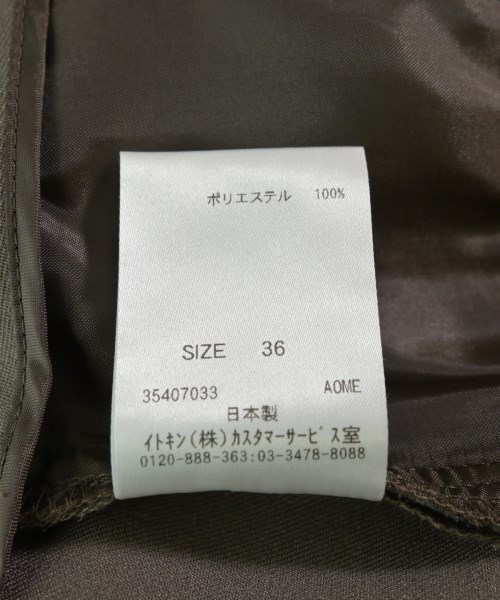 ポリエステル 100%
SIZE 36
35407033 AOME
日本製
イトキン(株)カスタマーサービス室
0120-888-363:03-3478-8088